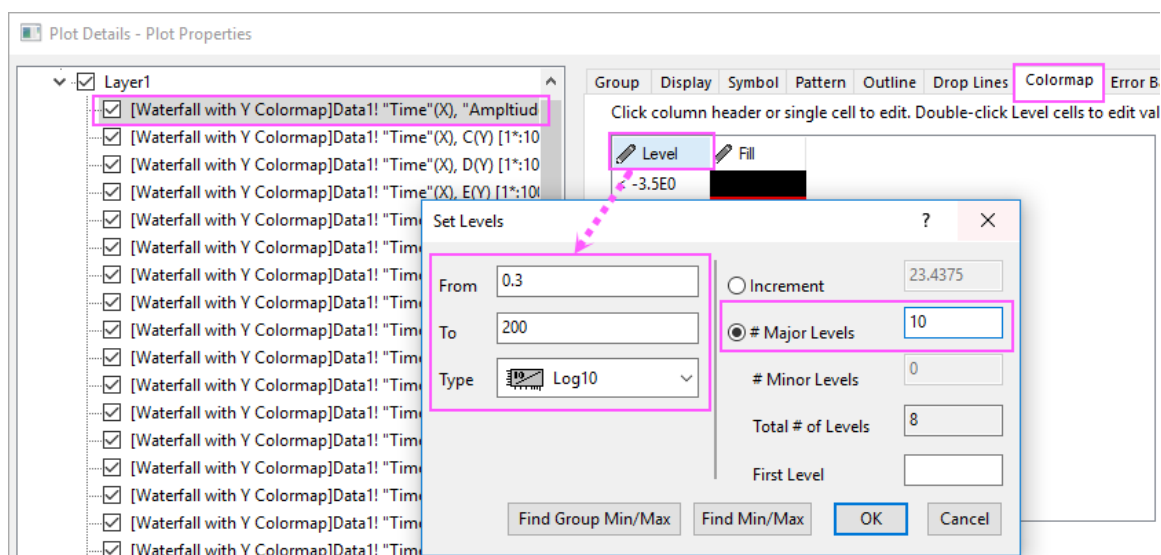 Plot Details - Plot Properties
Layer1
[Waterfall with Y Colormap]Data1! "Time"(X), "Ampltiud
[Waterfall with Y Colormap]Data1! "Time"(X), C(Y) [1*:10
[Waterfall with Y Colormap]Data1! "Time"(X), D(Y) [1*:10
[Waterfall with Y Colormap]Data1! "Time"(X), E(Y) [1*:100
[Waterfall with Y Colormap]Data1! "Time
[Waterfall with Y Colormap]Data1! "Time
[Waterfall with Y Colormap]Data1! "Time
[Waterfall with Y Colormap]Data1! "Time
[Waterfall with Y Colormap]Data1! "Time
[Waterfall with Y Colormap]Data1! "Time
[Waterfall with Y Colormap]Data1! "Time
[Waterfall with Y Colormap]Data1! "Time
[Waterfall with Y Colormap]Data1! "Time
[Waterfall with Y Colormap]Data1! "Time
[Waterfall with Y Colormap]Data1! "Time
[Waterfall with Y Colormap]Data1! "Time
[Waterfall with Y Colormap]Data1! "Time
Group Display Symbol Pattern Outline Drop Lines Colormap Error B
Click column header or single cell to edit. Double-click Level cells to edit val
Level Fill
< -3.5E0
Set Levels ?
From 0.3
To 200
Type Log10
Increment 23.4375
# Major Levels 10
# Minor Levels 0
Total # of Levels 8
First Level
Find Group Min/Max Find Min/Max OK Cancel